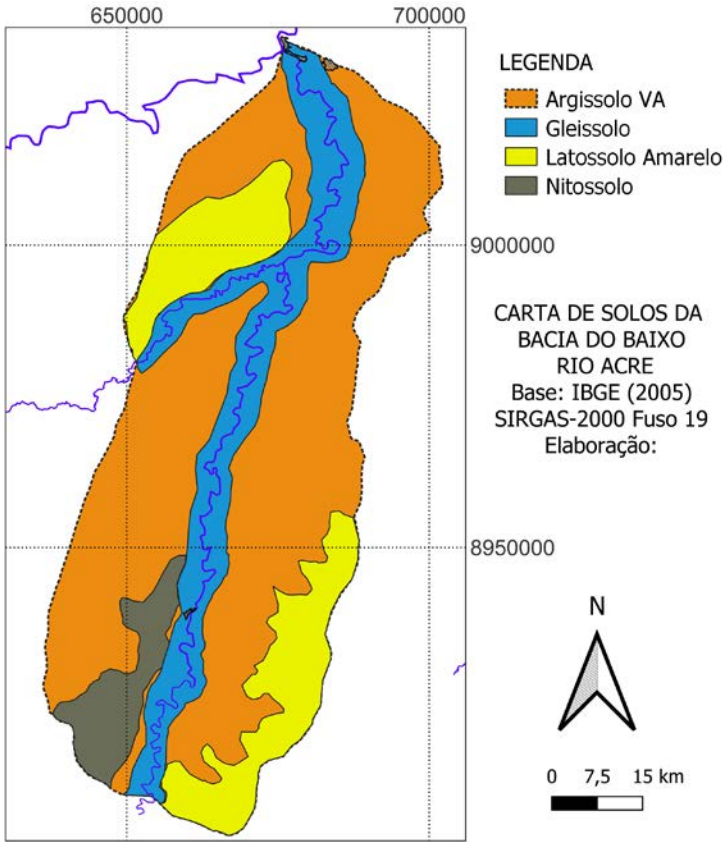 650000 700000
LEGENDA
Argissolo VA
Gleissolo
Latossolo Amarelo
Nitossolo
9000000
CARTA DE SOLOS DA
BACIA DO BAIXO
RIO ACRE
Base: IBGE (2005)
SIRGAS-2000 Fuso 19
Elaboração:
8950000
N
0 7,5 15 km